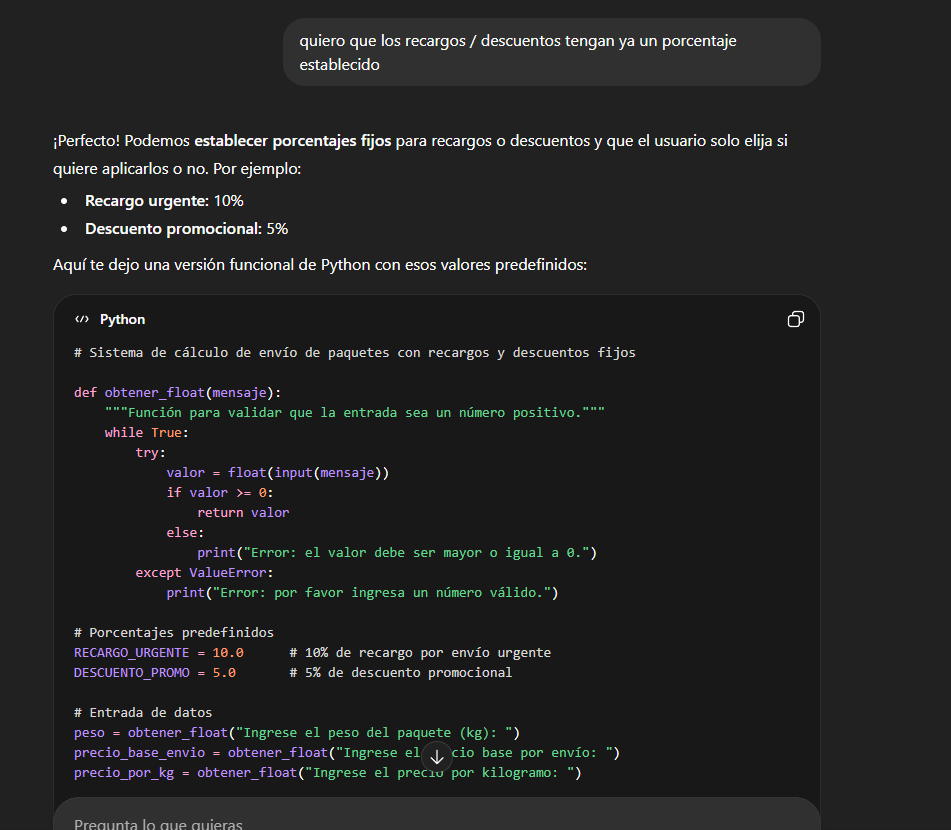 quiero que los recargos / descuentos tengan ya un porcentaje
establecido
¡Perfecto! Podemos establecer porcentajes fijos para recargos o descuentos y que el usuario solo elija si
quiere aplicarlos o no. Por ejemplo:
• Recargo urgente: 10%
• Descuento promocional: 5%
Aquí te dejo una versión funcional de Python con esos valores predefinidos:
Python
# Sistema de cálculo de envío de paquetes con recargos y descuentos fijos
def obtener_float(mensaje):
    """Función para validar que la entrada sea un número positivo."""
    while True:
        try:
            valor = float(input(mensaje))
            if valor >= 0:
                return valor
            else:
                print("Error: el valor debe ser mayor o igual a 0.")
        except ValueError:
            print("Error: por favor ingresa un número válido.")
# Porcentajes predefinidos
RECARGO_URGENTE = 10.0      # 10% de recargo por envío urgente
DESCUENTO_PROMO = 5.0       # 5% de descuento promocional
# Entrada de datos
peso = obtener_float("Ingrese el peso del paquete (kg): ")
precio_base_envio = obtener_float("Ingrese el cio base por envío: ")
precio_por_kg = obtener_float("Ingrese el precio por kilogramo: ")
Pregunta lo que quieras